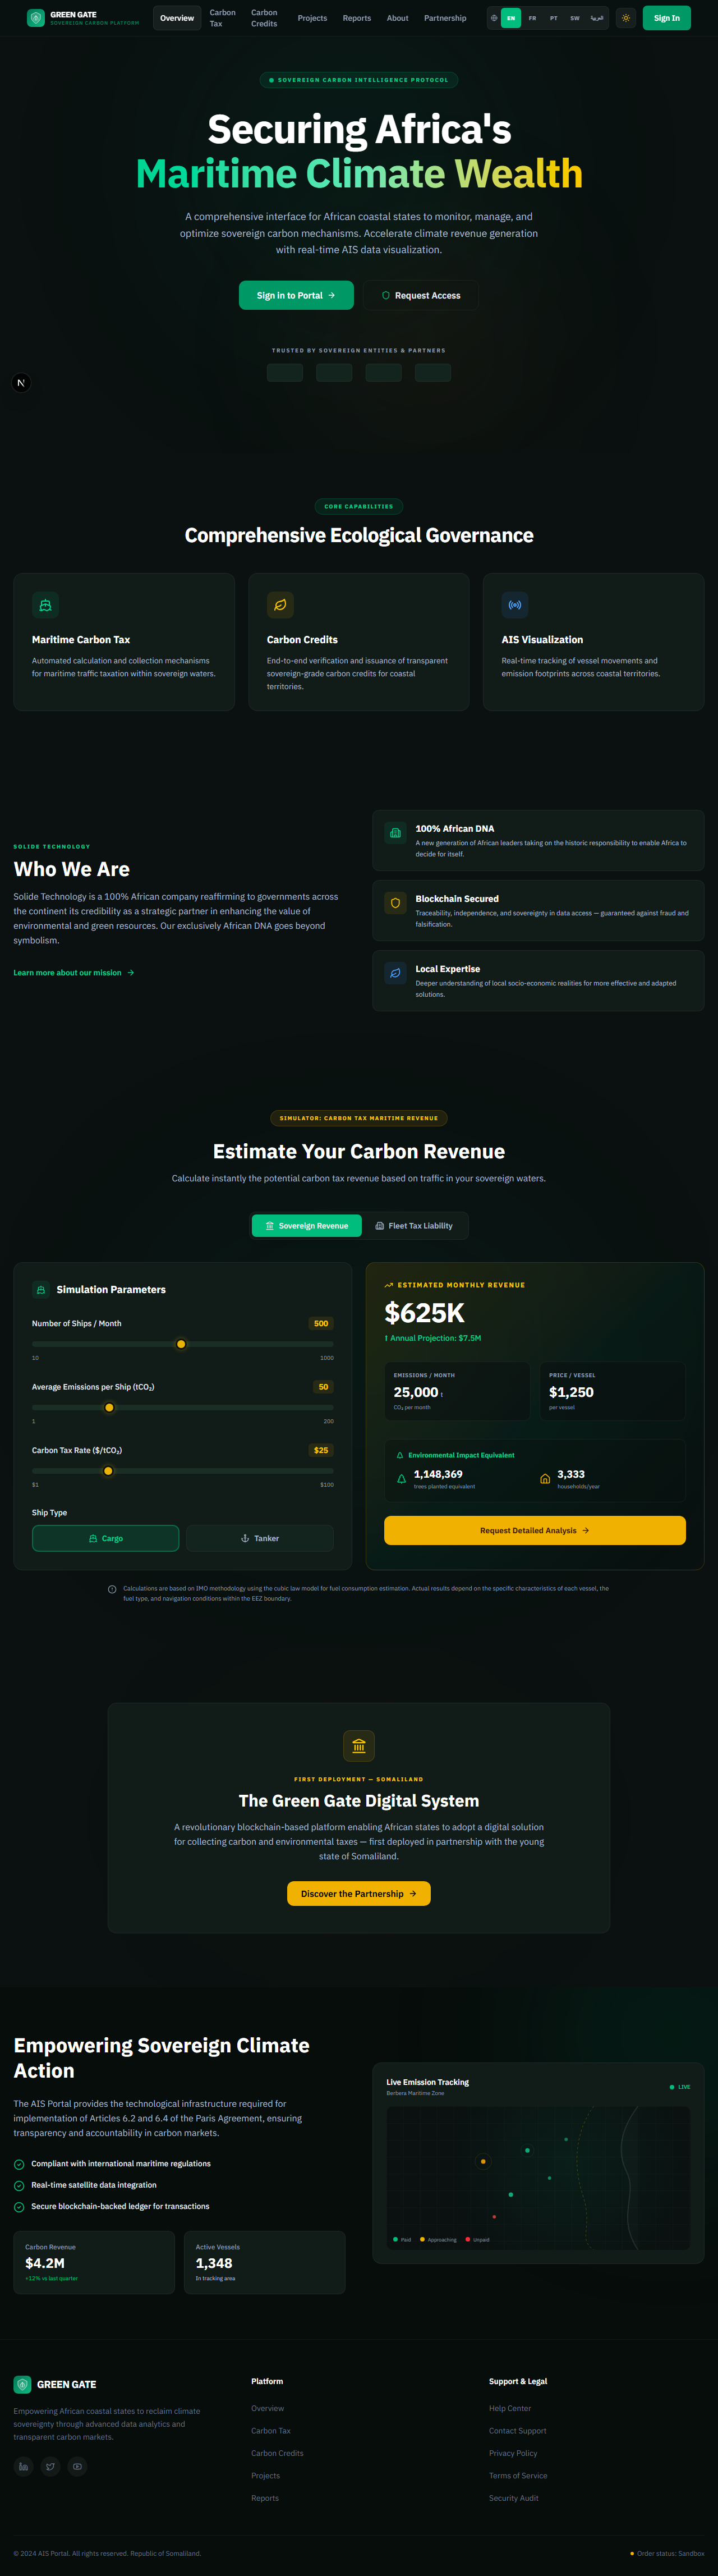 GREEN GATE
SOVEREIGN CARBON PLATFORM
Overview
Carbon
Tax
Carbon
Credits
Projects
Reports
About
Partnership
EN
FR
PT
SW
العربية
Sign In
SOVEREIGN CARBON INTELLIGENCE PROTOCOL
Securing Africa's
Maritime Climate Wealth
A comprehensive interface for African coastal states to monitor, manage, and
optimize sovereign carbon mechanisms. Accelerate climate revenue generation
with real-time AIS data visualization.
Sign in to Portal →
Request Access
TRUSTED BY SOVEREIGN ENTITIES & PARTNERS
N
CORE CAPABILITIES
Comprehensive Ecological Governance
Maritime Carbon Tax
Automated calculation and collection mechanisms
for maritime traffic taxation within sovereign waters.
Carbon Credits
End-to-end verification and issuance of transparent
sovereign-grade carbon credits for coastal
territories.
AIS Visualization
Real-time tracking of vessel movements and
emission footprints across coastal territories.
SOLIDE TECHNOLOGY
Who We Are
Solide Technology is a 100% African company reaffirming to governments across
the continent its credibility as a strategic partner in enhancing the value of
environmental and green resources. Our exclusively African DNA goes beyond
symbolism.
Learn more about our mission →
100% African DNA
A new generation of African leaders taking on the historic responsibility to enable Africa to
decide for itself.
Blockchain Secured
Traceability, independence, and sovereignty in data access — guaranteed against fraud and
falsification.
Local Expertise
Deeper understanding of local socio-economic realities for more effective and adapted
solutions.
SIMULATOR: CARBON TAX MARITIME REVENUE
Estimate Your Carbon Revenue
Calculate instantly the potential carbon tax revenue based on traffic in your sovereign waters.
Sovereign Revenue
Fleet Tax Liability
Simulation Parameters
Number of Ships / Month
500
10
1000
Average Emissions per Ship (tCO₂)
50
1
200
Carbon Tax Rate ($/tCO₂)
$25
$1
$100
Ship Type
Cargo
Tanker
ESTIMATED MONTHLY REVENUE
$625K
Annual Projection: $7.5M
EMISSIONS / MONTH
25,000 t
CO₂ per month
PRICE / VESSEL
$1,250
per vessel
Environmental Impact Equivalent
1,148,369
trees planted equivalent
3,333
households/year
Request Detailed Analysis →
Calculations are based on IMO methodology using the cubic law model for fuel consumption estimation. Actual results depend on the specific characteristics of each vessel, the
fuel type, and navigation conditions within the EEZ boundary.
FIRST DEPLOYMENT — SOMALILAND
The Green Gate Digital System
A revolutionary blockchain-based platform enabling African states to adopt a digital solution
for collecting carbon and environmental taxes — first deployed in partnership with the young
state of Somaliland.
Discover the Partnership →
Empowering Sovereign Climate
Action
The AIS Portal provides the technological infrastructure required for
implementation of Articles 6.2 and 6.4 of the Paris Agreement, ensuring
transparency and accountability in carbon markets.
Compliant with international maritime regulations
Real-time satellite data integration
Secure blockchain-backed ledger for transactions
Carbon Revenue
$4.2M
+12% vs last quarter
Active Vessels
1,348
In tracking area
Live Emission Tracking
Berbera Maritime Zone
LIVE
Paid
Approaching
Unpaid
GREEN GATE
Empowering African coastal states to reclaim climate
sovereignty through advanced data analytics and
transparent carbon markets.
Platform
Overview
Carbon Tax
Carbon Credits
Projects
Reports
Support & Legal
Help Center
Contact Support
Privacy Policy
Terms of Service
Security Audit
© 2024 AIS Portal. All rights reserved. Republic of Somaliland.
Order status: Sandbox